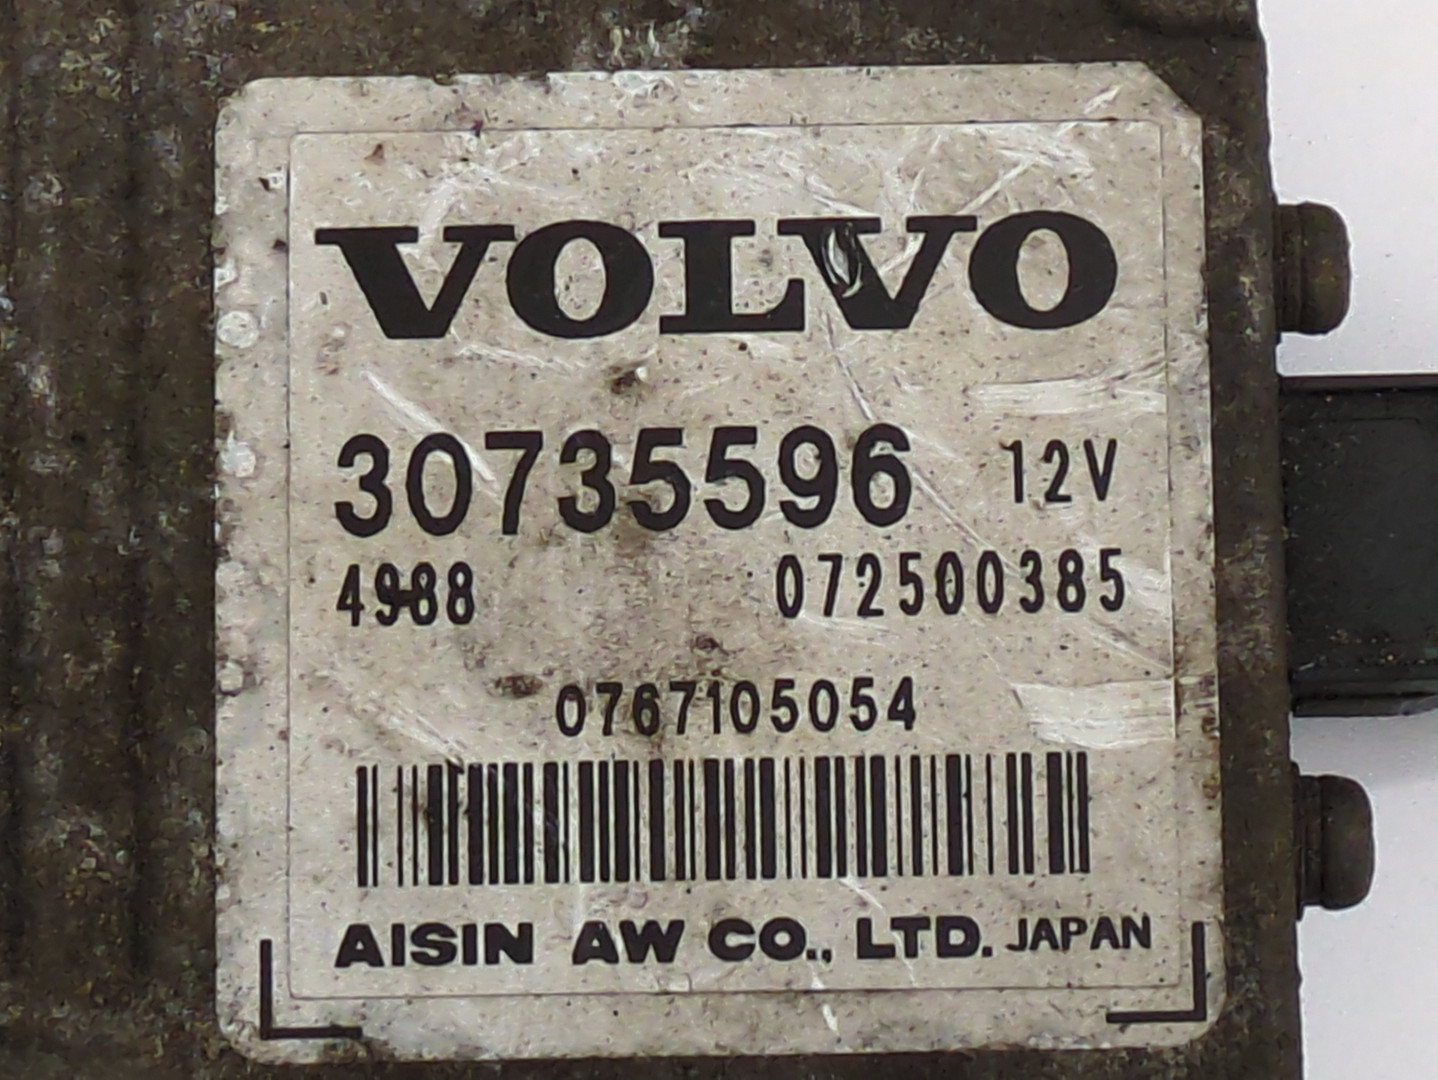 VOLVO
30735596 12V
4988 072500385
0767105054
AISIN AW CO., LTD. JAPAN